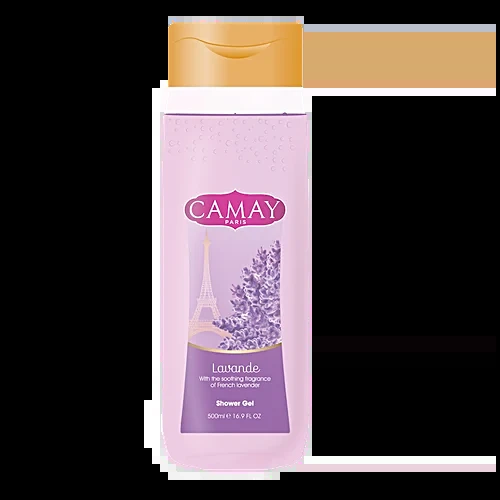 CAMAY
PARIS
Lavande
With the soothing fragrance
of French lavender
Shower Gel
500ml ℮ 16.9 FL OZ